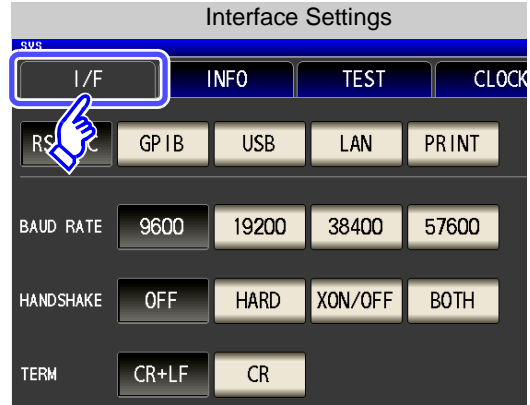 Interface Settings
SYS
I/F INFO TEST CLOCK
GPIB USB LAN PRINT
BAUD RATE 9600 19200 38400 57600
HANDSHAKE OFF HARD XON/OFF BOTH
TERM CR+LF CR